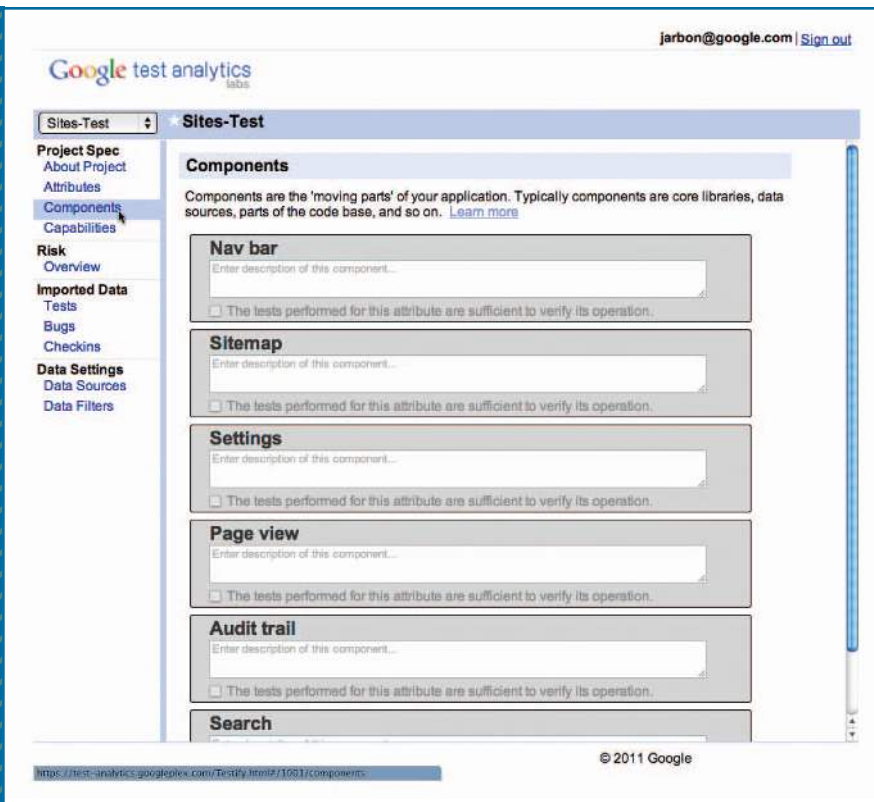 jarbon@google.com | Sign out
Google test analytics
labs
Sites-Test
Sites-Test
Project Spec
About Project
Attributes
Components
Capabilities
Risk
Overview
Imported Data
Tests
Bugs
Checkins
Data Settings
Data Sources
Data Filters
Components
Components are the 'moving parts' of your application. Typically components are core libraries, data
sources, parts of the code base, and so on. Learn more
Nav bar
Enter description of this component...
The tests performed for this attribute are sufficient to verify its operation.
Sitemap
Enter description of this component...
The tests performed for this attribute are sufficient to verify its operation.
Settings
Enter description of this component...
The tests performed for this attribute are sufficient to verify its operation.
Page view
Enter description of this component...
The tests performed for this attribute are sufficient to verify its operation.
Audit trail
Enter description of this component...
The tests performed for this attribute are sufficient to verify its operation.
Search
© 2011 Google
https://test-analytics.googleplex.com/Testify.html#/1001/components